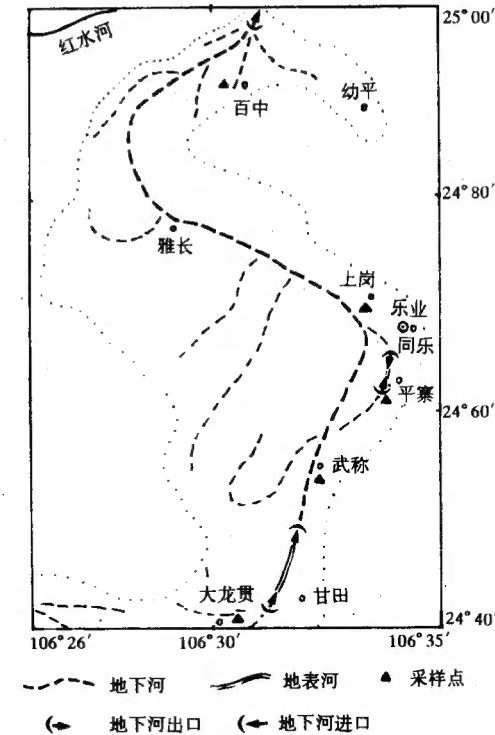 25°00′
红水河
幼平
百中
24°80′
雅长
上岗
乐业
同乐
24°60′
平寨
武称
大龙贯
甘田
24°40′
106°26′ 106°30′ 106°35′
地下河 地表河 采样点
地下河出口 地下河进口